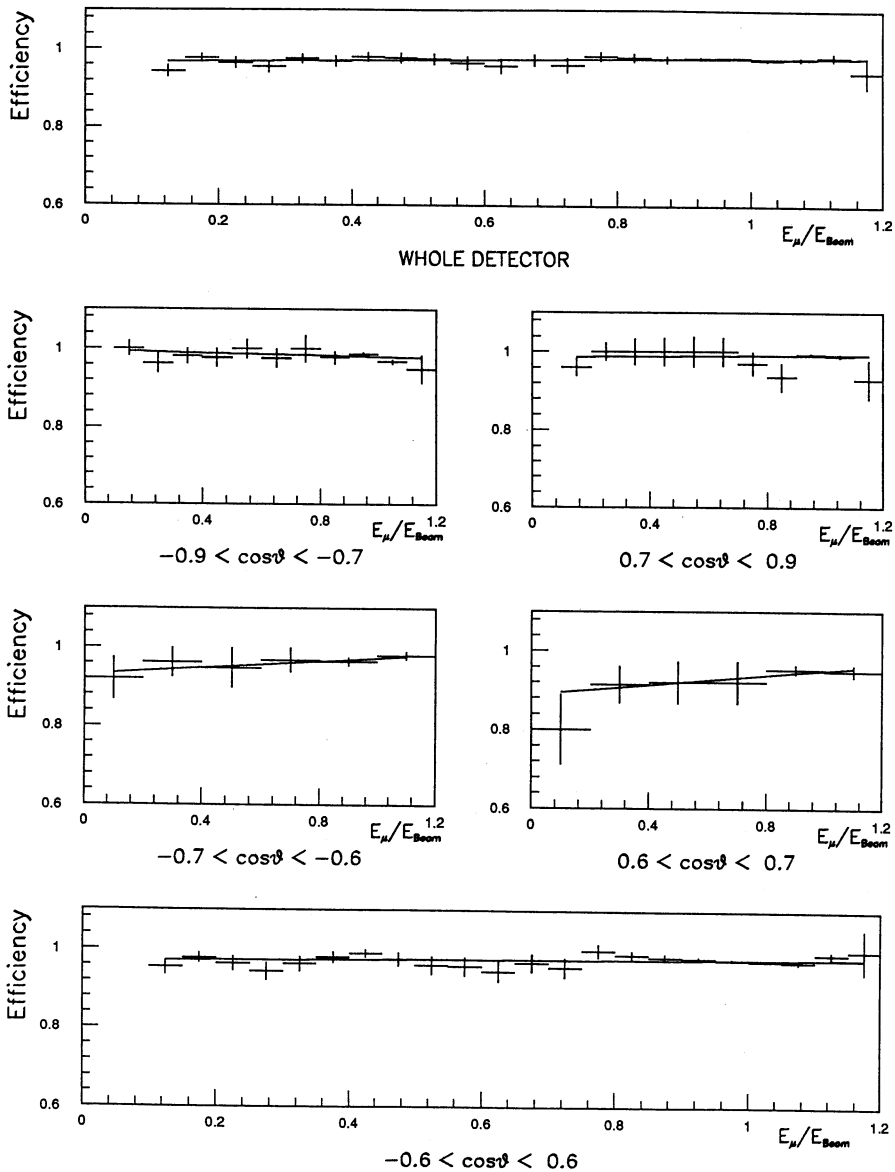 Efficiency
1
0.8
0.6
0 0.2 0.4 0.6 0.8 1 1.2
E_μ/E_Beam
WHOLE DETECTOR
Efficiency
1
0.8
0.6
0 0.4 0.8 1.2
E_μ/E_Beam
−0.9 < cosϑ < −0.7
1
0.8
0.6
0 0.4 0.8 1.2
E_μ/E_Beam
0.7 < cosϑ < 0.9
Efficiency
1
0.8
0.6
0 0.4 0.8 1.2
E_μ/E_Beam
−0.7 < cosϑ < −0.6
1
0.8
0.6
0 0.4 0.8 1.2
E_μ/E_Beam
0.6 < cosϑ < 0.7
Efficiency
1
0.8
0.6
0 0.2 0.4 0.6 0.8 1 1.2
E_μ/E_Beam
−0.6 < cosϑ < 0.6